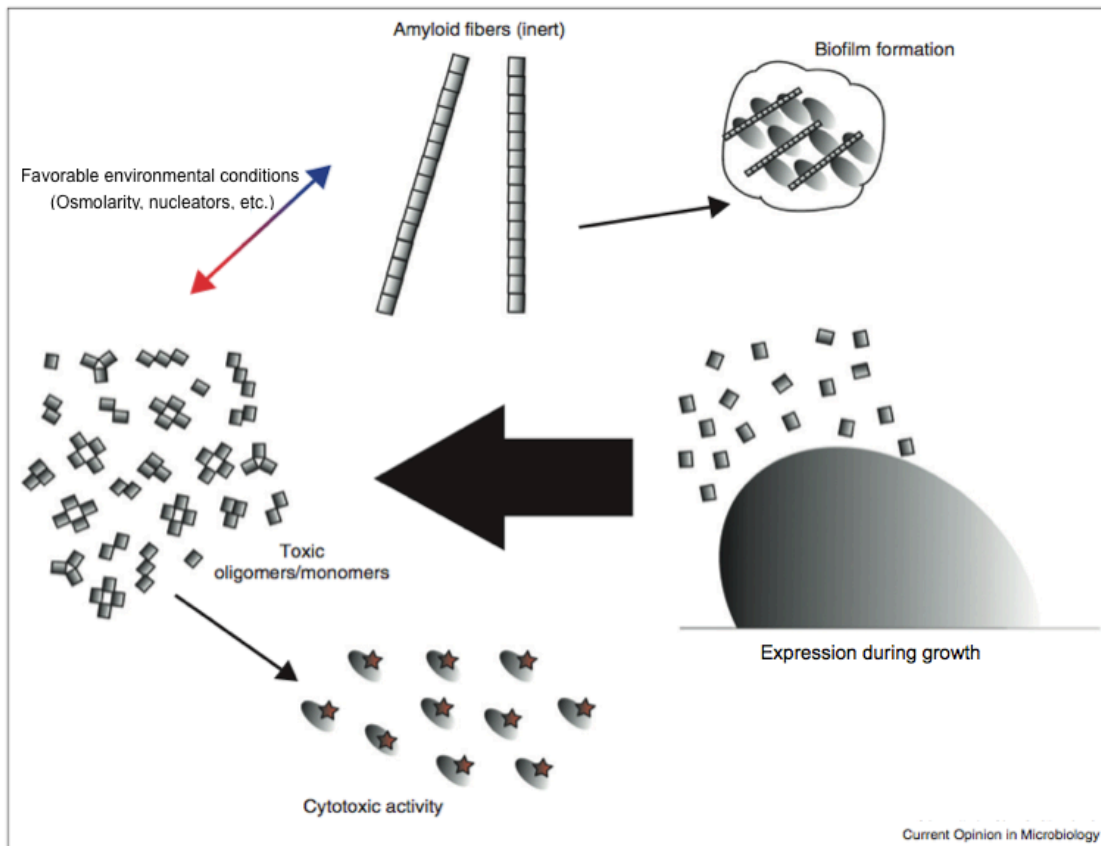 Amyloid fibers (inert)
Biofilm formation
Favorable environmental conditions
(Osmolarity, nucleators, etc.)
Toxic
oligomers/monomers
Expression during growth
Cytotoxic activity
Current Opinion in Microbiology